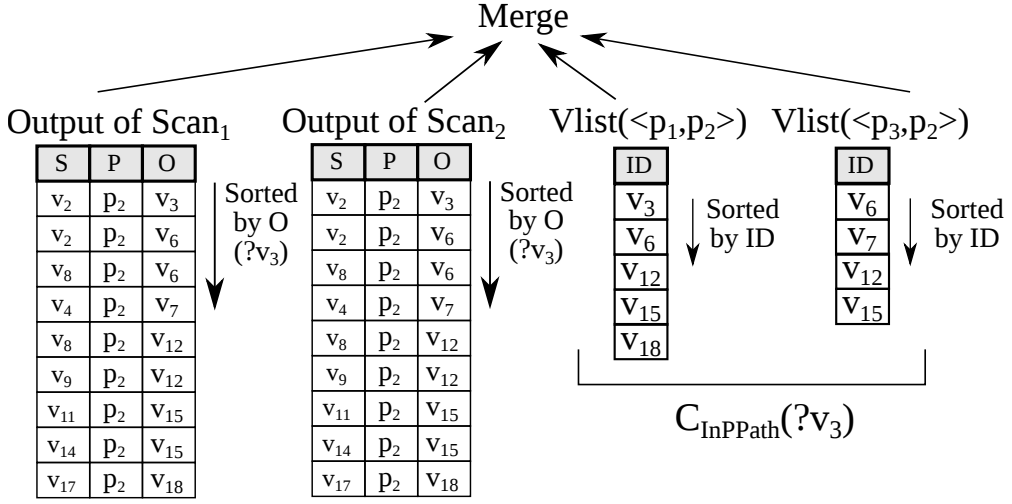 Merge
Output of Scan₁
S P O
v₂ p₂ v₃
v₂ p₂ v₆
v₈ p₂ v₆
v₄ p₂ v₇
v₈ p₂ v₁₂
v₉ p₂ v₁₂
v₁₁ p₂ v₁₅
v₁₄ p₂ v₁₅
v₁₇ p₂ v₁₈
Sorted
by O
(?v₃)
Output of Scan₂
S P O
v₂ p₂ v₃
v₂ p₂ v₆
v₈ p₂ v₆
v₄ p₂ v₇
v₈ p₂ v₁₂
v₉ p₂ v₁₂
v₁₁ p₂ v₁₅
v₁₄ p₂ v₁₅
v₁₇ p₂ v₁₈
Sorted
by O
(?v₃)
Vlist(<p₁,p₂>)
ID
v₃
v₆
v₁₂
v₁₅
v₁₈
Sorted
by ID
Vlist(<p₃,p₂>)
ID
v₆
v₇
v₁₂
v₁₅
Sorted
by ID
C_InPPath(?v₃)